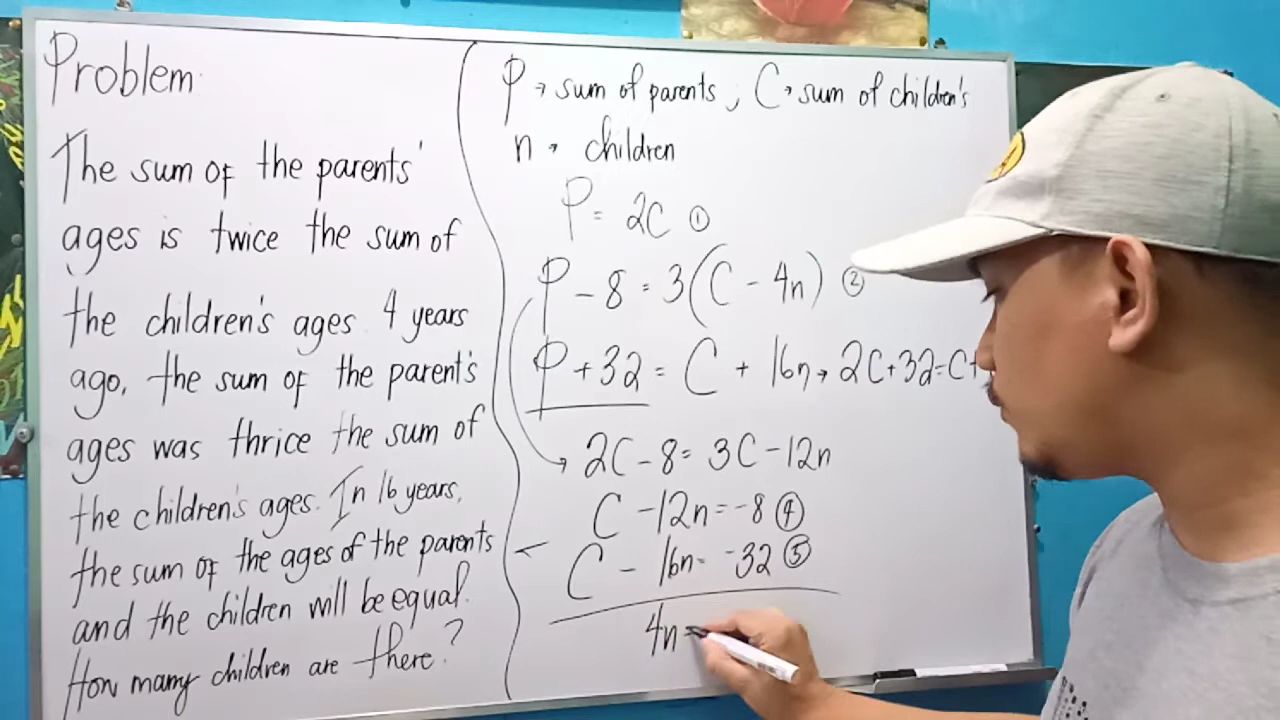 Problem
The sum of the parents'
ages is twice the sum of
the children's ages. 4 years
ago, the sum of the parent's
ages was thrice the sum of
the children's ages. In 16 years,
the sum of the ages of the parents
and the children will be equal.
How many children are there?
P → sum of parents, C → sum of children's
n → children
P = 2C ①
P - 8 = 3(C - 4n) ②
P + 32 = C + 16n → 2C + 32 = C +
2C - 8 = 3C - 12n
C - 12n = -8 ④
- C - 16n = -32 ⑤
4n =